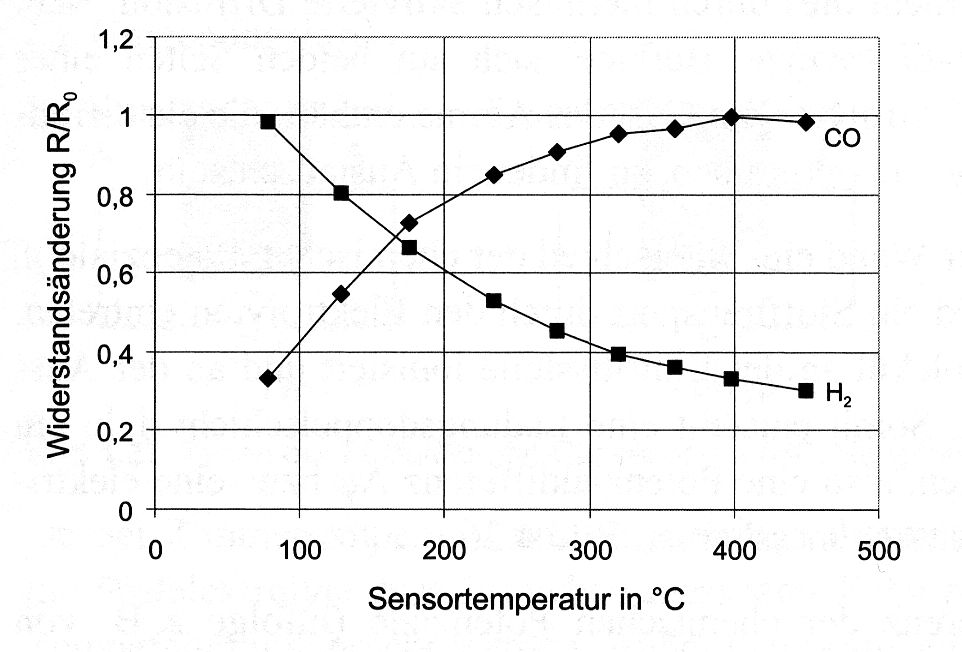 1,2
1
0,8
0,6
0,4
0,2
0
Widerstandsänderung R/R₀
CO
H₂
0 100 200 300 400 500
Sensortemperatur in °C